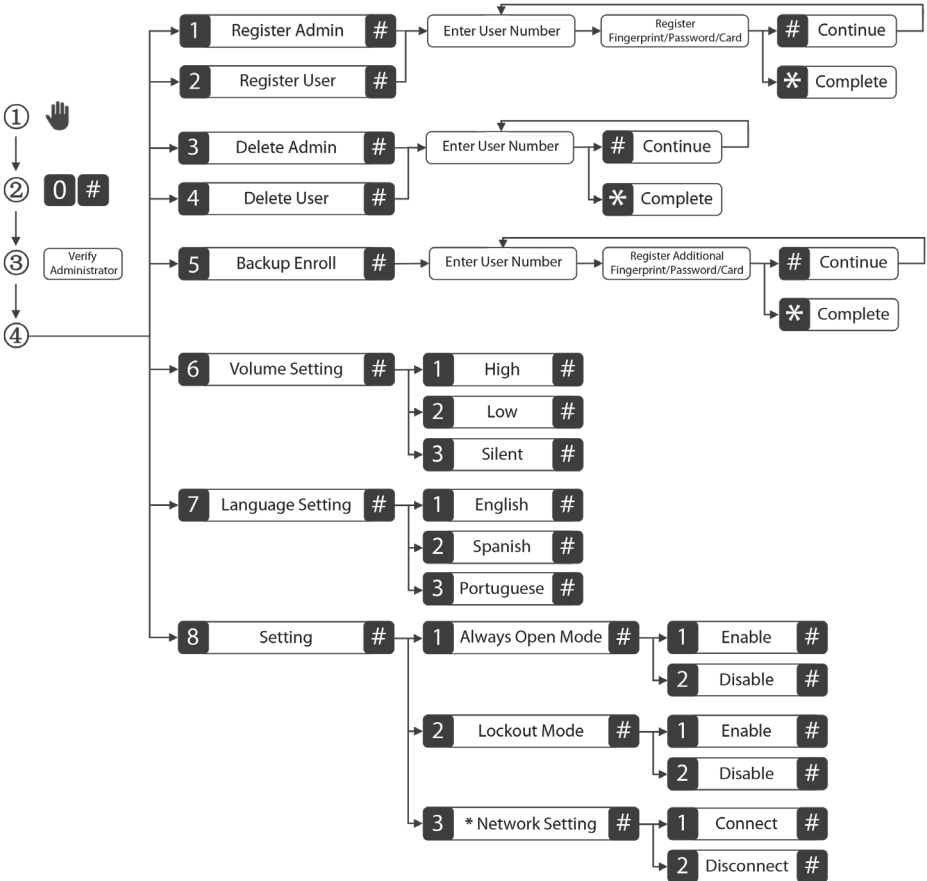 1 Register Admin #
Enter User Number
Register
Fingerprint/Password/Card
# Continue
2 Register User #
* Complete
①
3 Delete Admin #
Enter User Number
# Continue
② 0 #
4 Delete User #
* Complete
③ Verify
Administrator
5 Backup Enroll #
Enter User Number
Register Additional
Fingerprint/Password/Card
# Continue
* Complete
④
6 Volume Setting #
1 High #
2 Low #
3 Silent #
7 Language Setting #
1 English #
2 Spanish #
3 Portuguese #
8 Setting #
1 Always Open Mode #
1 Enable #
2 Disable #
2 Lockout Mode #
1 Enable #
2 Disable #
3 * Network Setting #
1 Connect #
2 Disconnect #